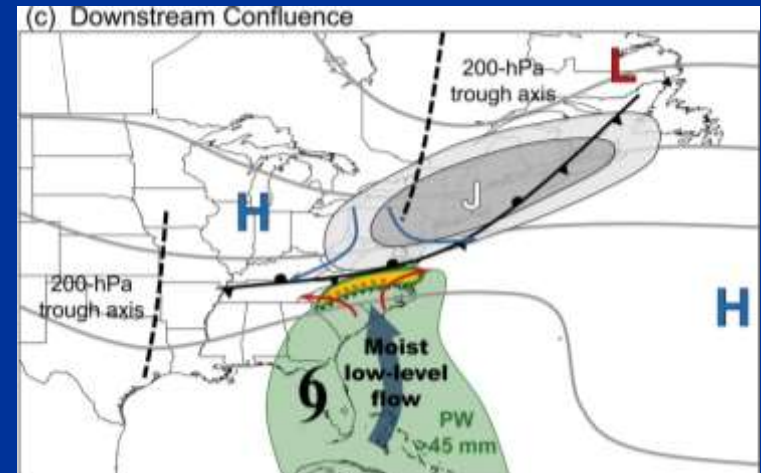 (c) Downstream Confluence
200-hPa
trough axis
L
J
H
200-hPa
trough axis
H
Moist
low-level
flow
PW
>45 mm